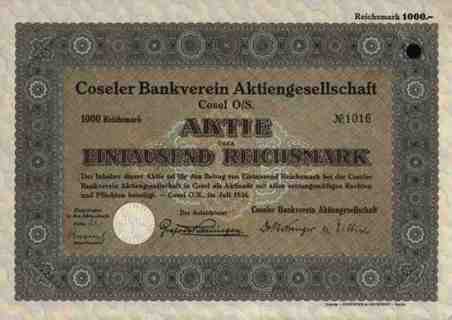 Reichsmark 1000.–
Coseler Bankverein Aktiengesellschaft
Cosel O/S.
1000 Reichsmark
№ 1016
AKTIE
ÜBER
EINTAUSEND REICHSMARK
Der Inhaber dieser Aktie ist für den Betrag von Eintausend Reichsmark bei der Coseler
Bankverein Aktiengesellschaft in Cosel als Aktionär mit allen satzungsmäßigen Rechten
und Pflichten beteiligt. — Cosel O.S., im Juli 1936.
Der Aufsichtsrat:
Coseler Bankverein Aktiengesellschaft